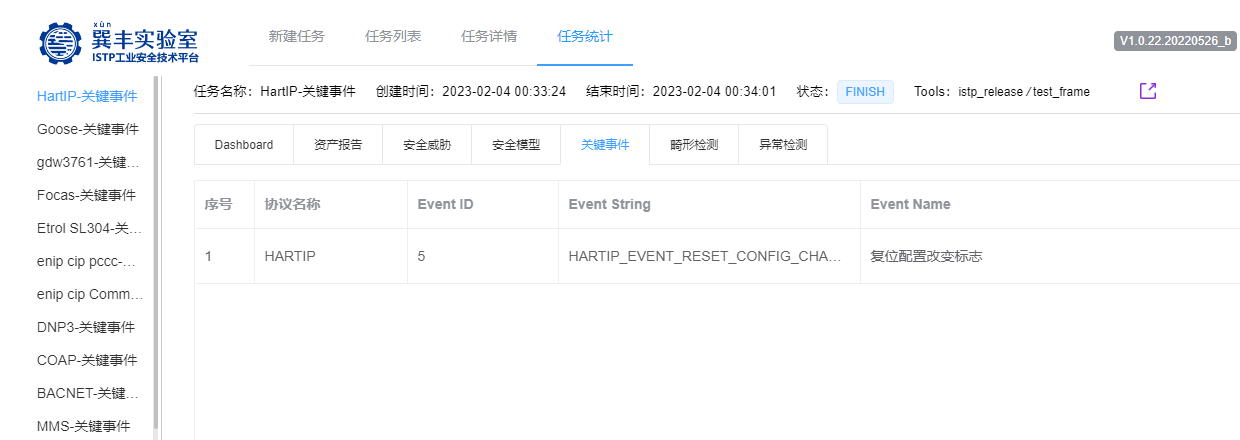 xùn
巽丰实验室
ISTP工业安全技术平台
新建任务 任务列表 任务详情 任务统计
V1.0.22.20220526_b
HartIP-关键事件
Goose-关键事件
gdw3761-关键...
Focas-关键事件
Etrol SL304-关...
enip cip pccc-...
enip cip Comm...
DNP3-关键事件
COAP-关键事件
BACNET-关键...
MMS-关键事件
任务名称：HartIP-关键事件 创建时间：2023-02-04 00:33:24 结束时间：2023-02-04 00:34:01 状态：FINISH Tools：istp_release / test_frame
Dashboard 资产报告 安全威胁 安全模型 关键事件 畸形检测 异常检测
序号 协议名称 Event ID Event String Event Name
1 HARTIP 5 HARTIP_EVENT_RESET_CONFIG_CHA... 复位配置改变标志